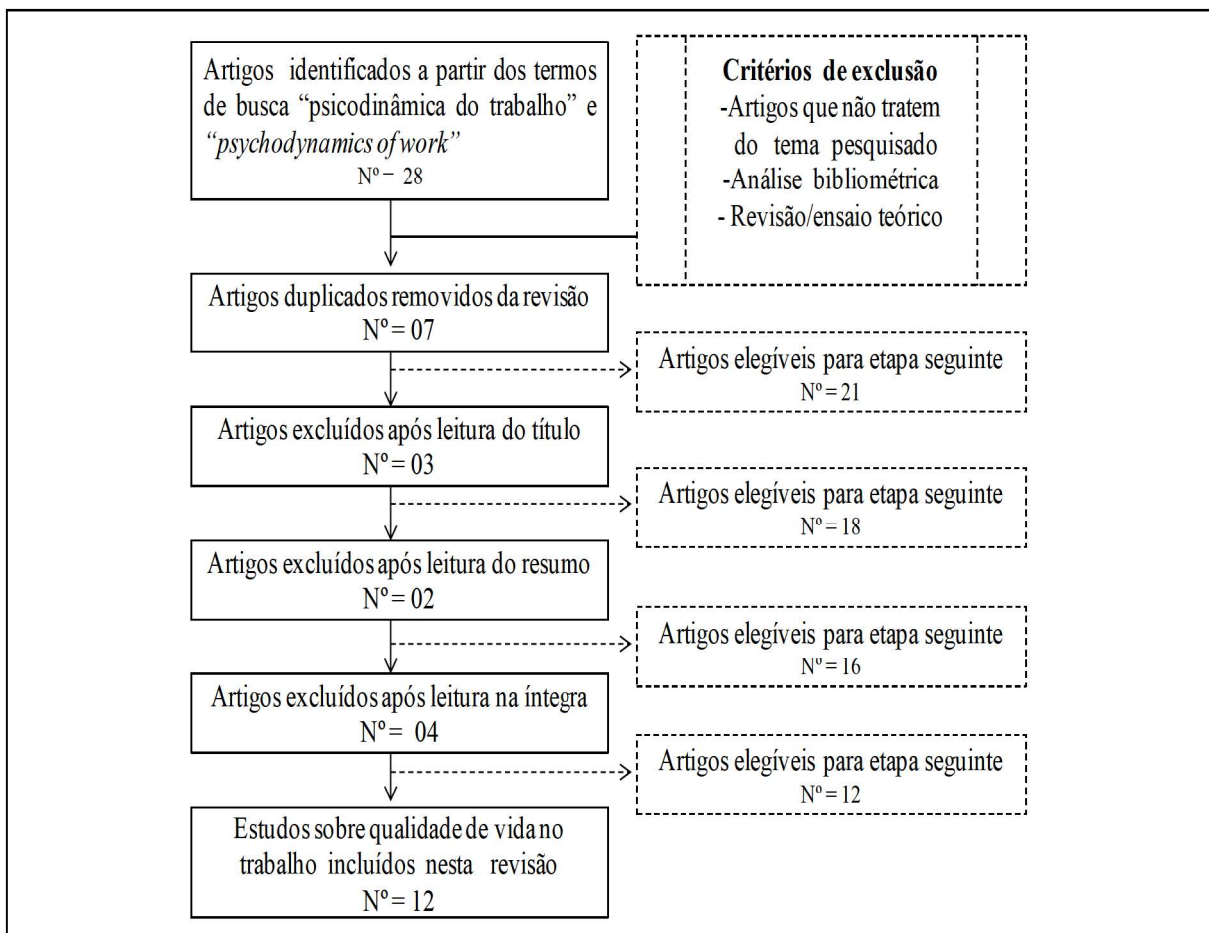 Artigos identificados a partir dos termos
de busca “psicodinâmica do trabalho” e
“psychodynamics of work”
Nº – 28
Critérios de exclusão
-Artigos que não tratem
do tema pesquisado
-Análise bibliométrica
- Revisão/ensaio teórico
Artigos duplicados removidos da revisão
Nº = 07
Artigos elegíveis para etapa seguinte
Nº = 21
Artigos excluídos após leitura do título
Nº = 03
Artigos elegíveis para etapa seguinte
Nº = 18
Artigos excluídos após leitura do resumo
Nº = 02
Artigos elegíveis para etapa seguinte
Nº = 16
Artigos excluídos após leitura na íntegra
Nº = 04
Artigos elegíveis para etapa seguinte
Nº = 12
Estudos sobre qualidade de vida no
trabalho incluídos nesta revisão
Nº = 12